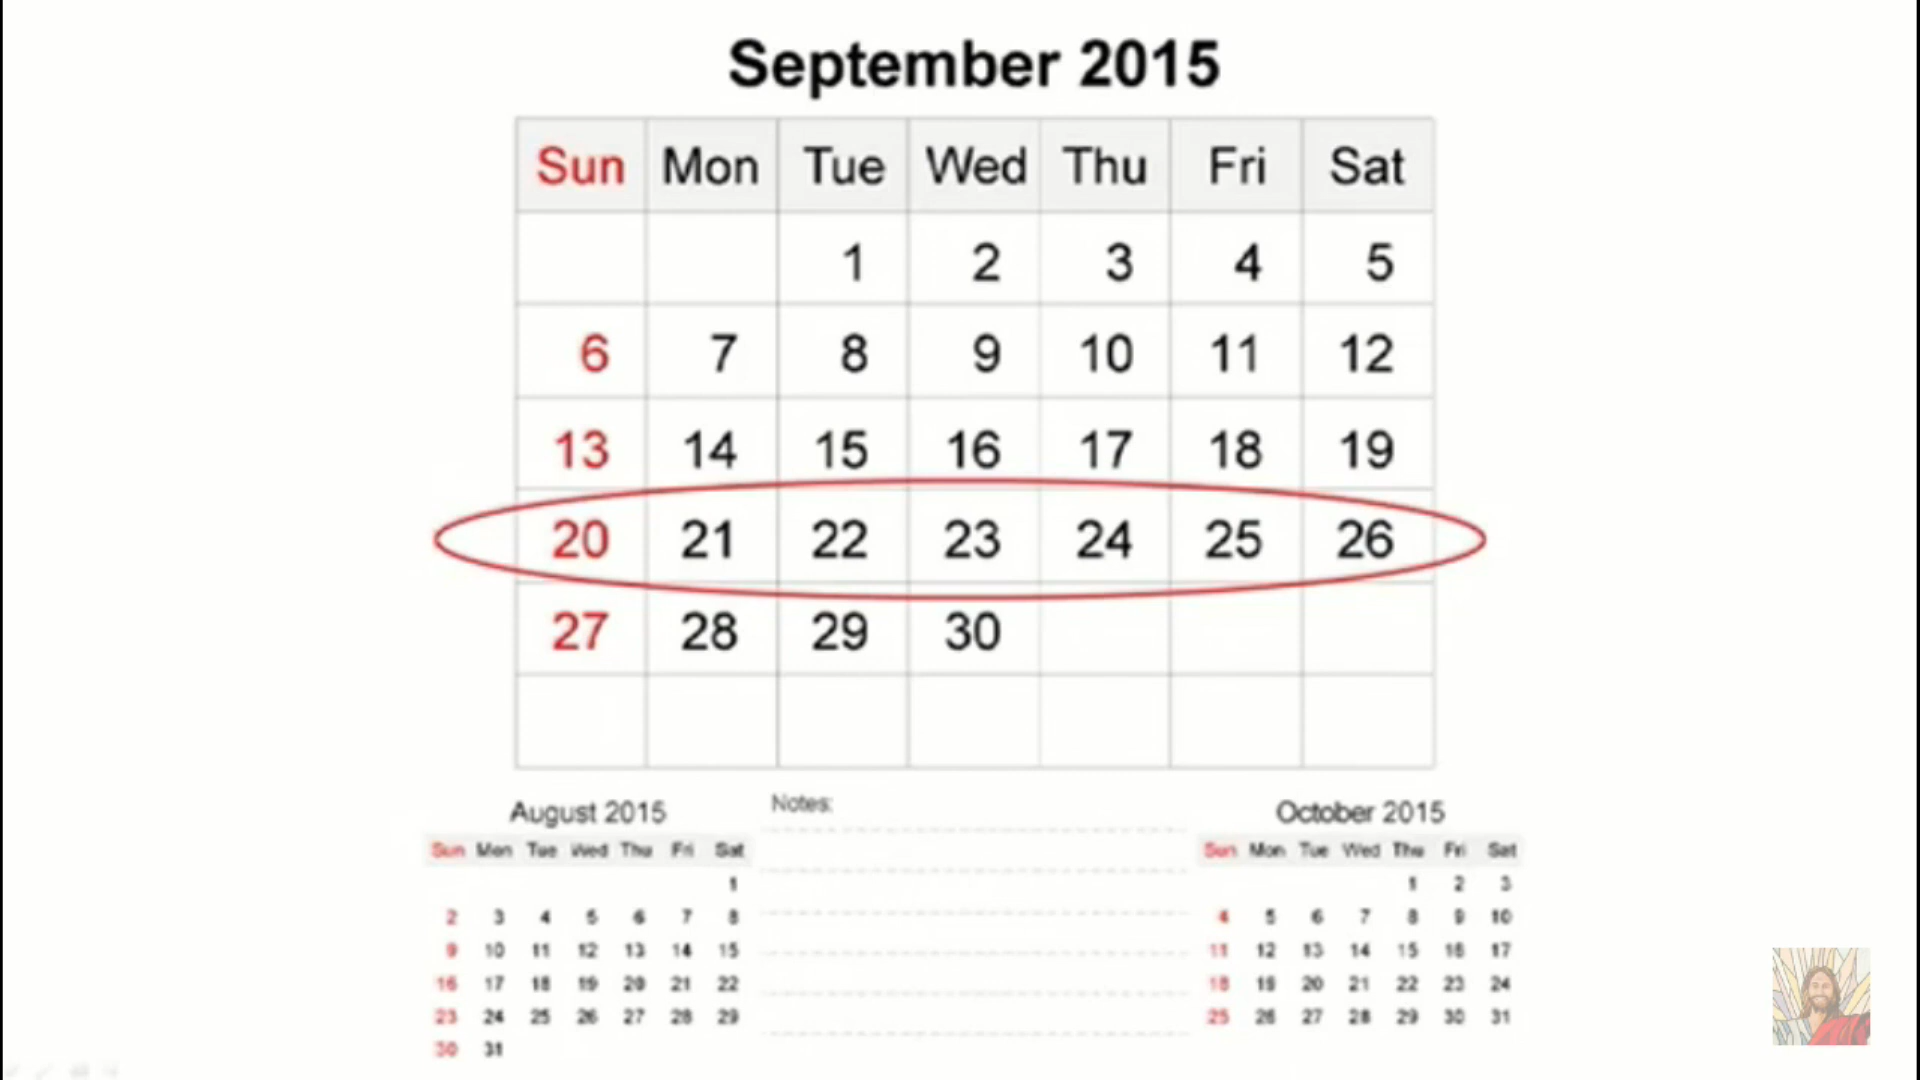 September 2015
Sun Mon Tue Wed Thu Fri Sat
1 2 3 4 5
6 7 8 9 10 11 12
13 14 15 16 17 18 19
20 21 22 23 24 25 26
27 28 29 30
August 2015
Sun Mon Tue Wed Thu Fri Sat
1
2 3 4 5 6 7 8
9 10 11 12 13 14 15
16 17 18 19 20 21 22
23 24 25 26 27 28 29
30 31
Notes:
October 2015
Sun Mon Tue Wed Thu Fri Sat
1 2 3
4 5 6 7 8 9 10
11 12 13 14 15 16 17
18 19 20 21 22 23 24
25 26 27 28 29 30 31